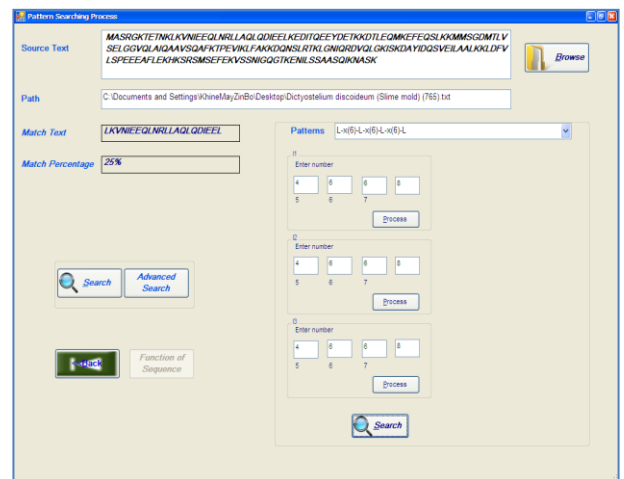 Pattern Searching Process
Source Text
MASRGKTETNKLKVNIEEQLNRLLAQLQDIEELKEDITQEEYDETKKDTLEQMKEFEQSLKKMMSGDMTLV
SELGGVQLAIQAAVSQAFKTPEVIKLFAKKDQNSLRTKLGNIQRDVQLGKISKDAYIDQSVEILAALKKLDFV
LSPEEEAFLEKHKSRSMSEFEKVSSNIGQGTKENILSSAASQIKNASK
Browse
Path
C:\Documents and Settings\KhineMayZinBo\Desktop\Dictyostelium discoideum (Slime mold) (765).txt
Match Text
LKVNIEEQLNRLLAQLQDIEEL
Patterns
L-x(6)-L-x(6)-L-x(6)-L
Match Percentage
25%
Enter number
4 6 6 8
5 6 7
Process
Enter number
4 6 6 8
5 6 7
Process
Enter number
4 6 6 8
5 6 7
Process
Search
Advanced
Search
<<Back
Function of
Sequence
Search